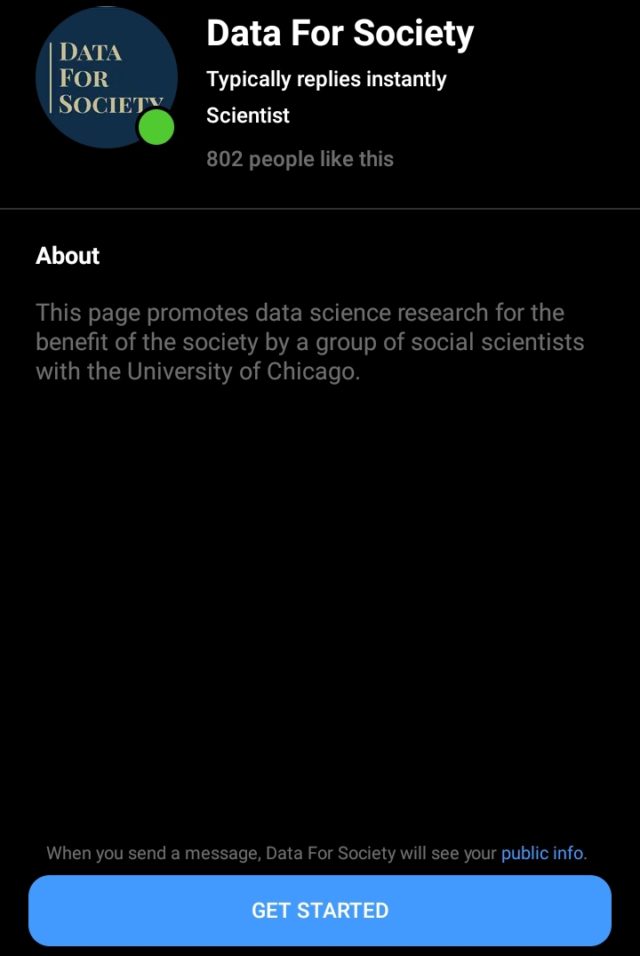 DATA
FOR
SOCIETY
Data For Society
Typically replies instantly
Scientist
802 people like this
About
This page promotes data science research for the
benefit of the society by a group of social scientists
with the University of Chicago.
When you send a message, Data For Society will see your public info.
GET STARTED